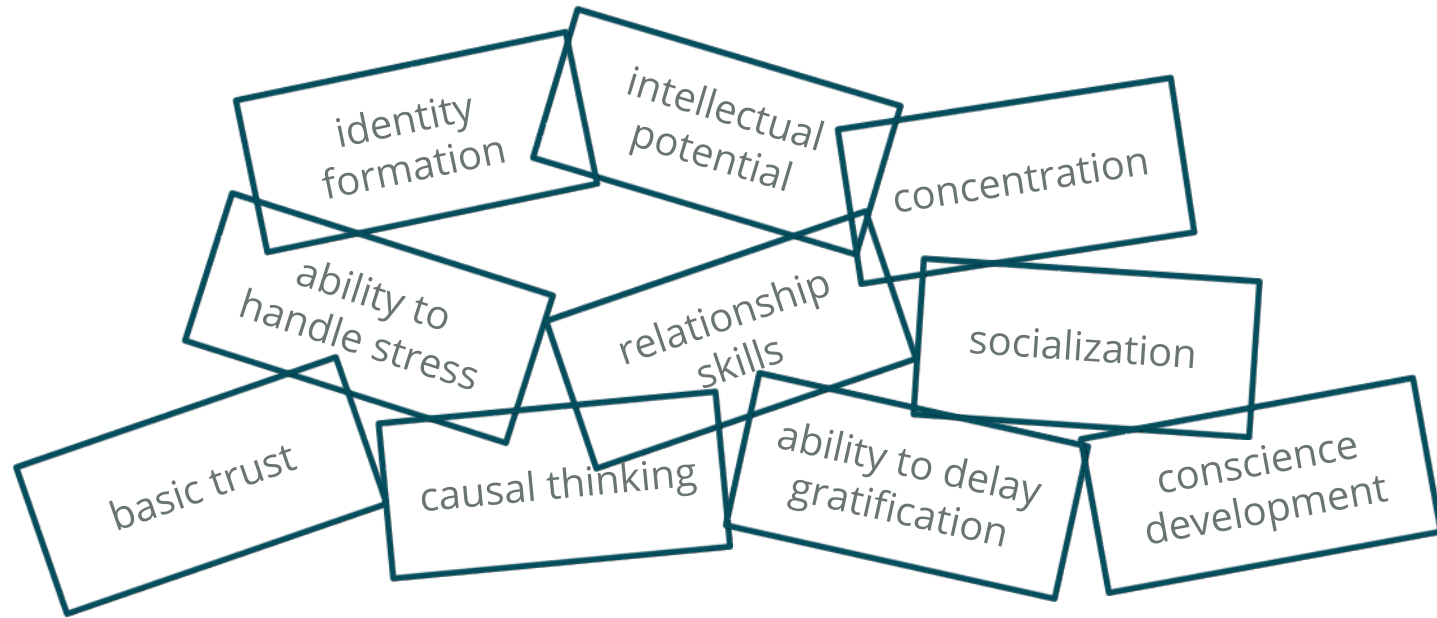 identity
formation
intellectual
potential
concentration
ability to
handle stress
relationship
skills
socialization
basic trust
causal thinking
ability to delay
gratification
conscience
development